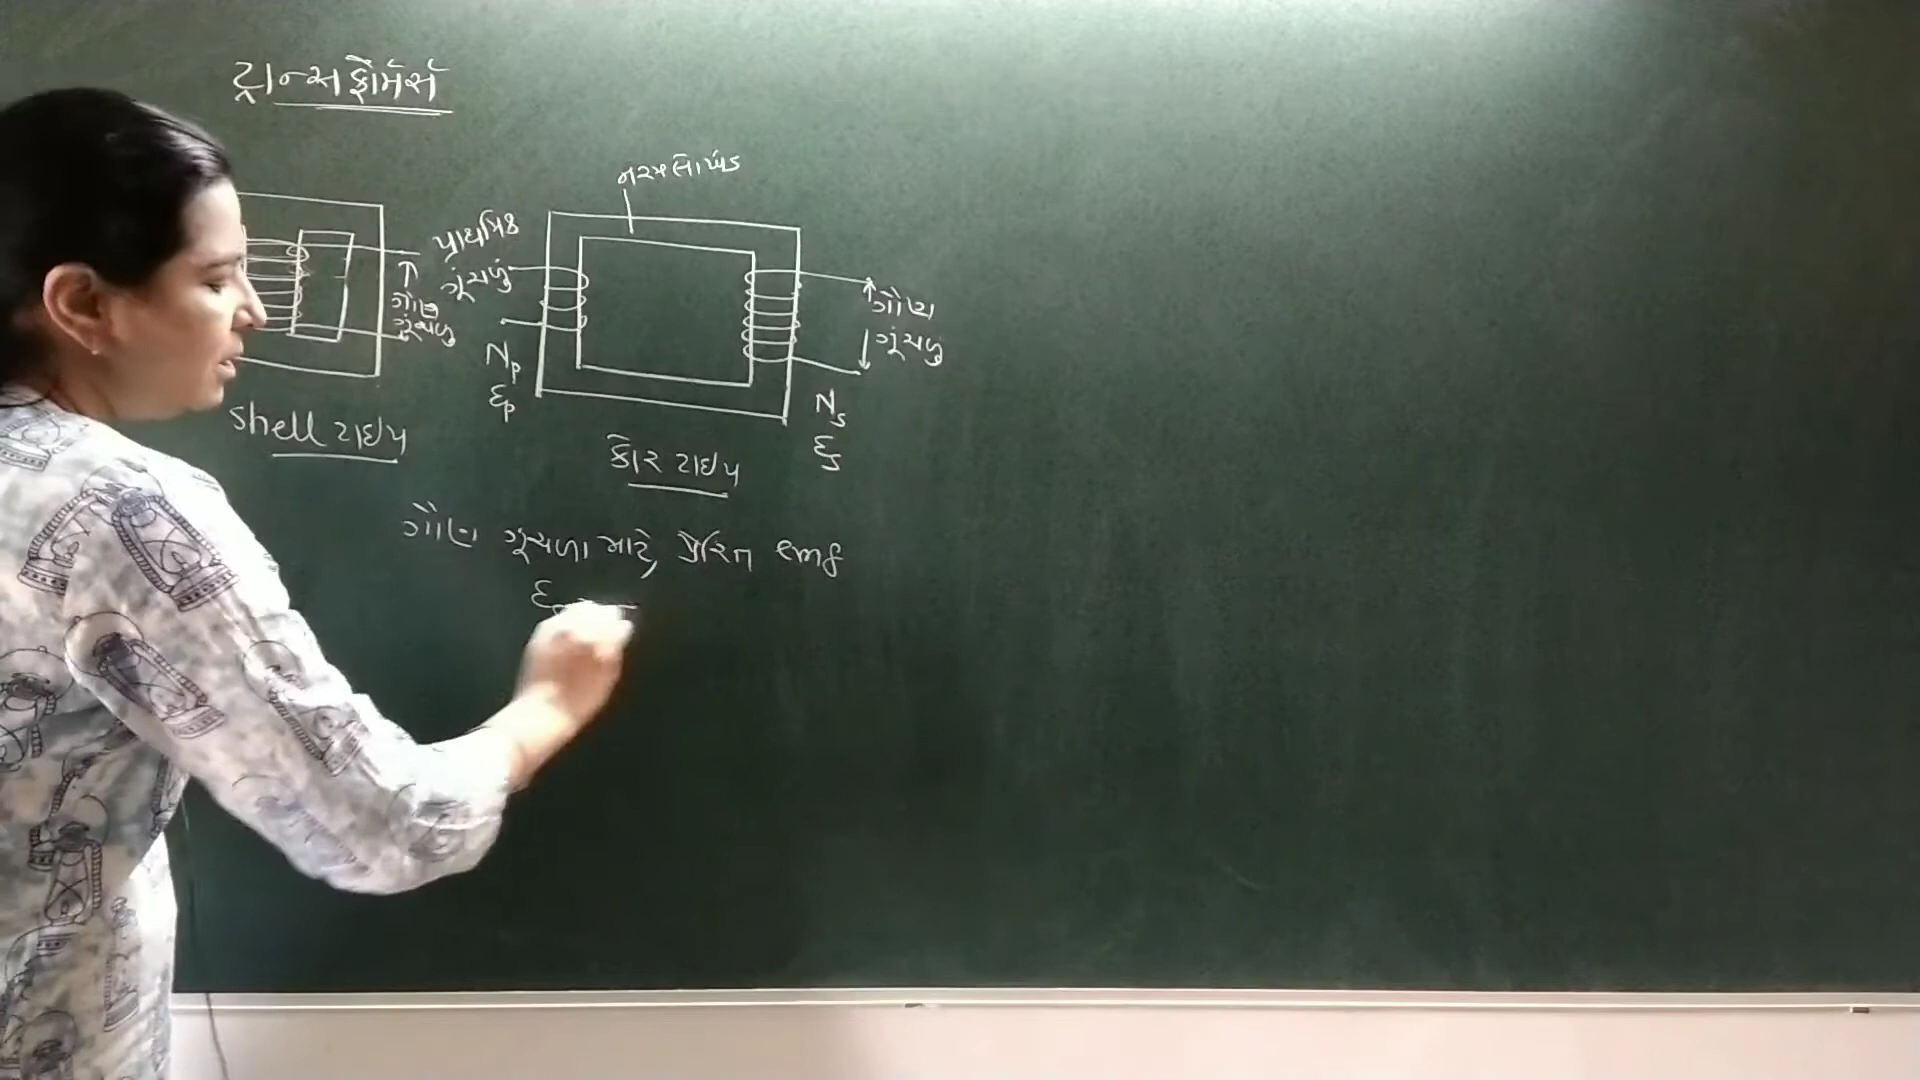 ટ્રાન્સફોર્મર્સ
નરમ લોખંડ
પ્રાથમિક
ગૂંચળું
ગૌણ
ગૂંચળું
ગૌણ
ગૂંચળું
Np
εp
Ns
εs
Shell ટાઇપ
કોર ટાઇપ
ગૌણ ગૂંચળા માટે, પ્રેરિત emf